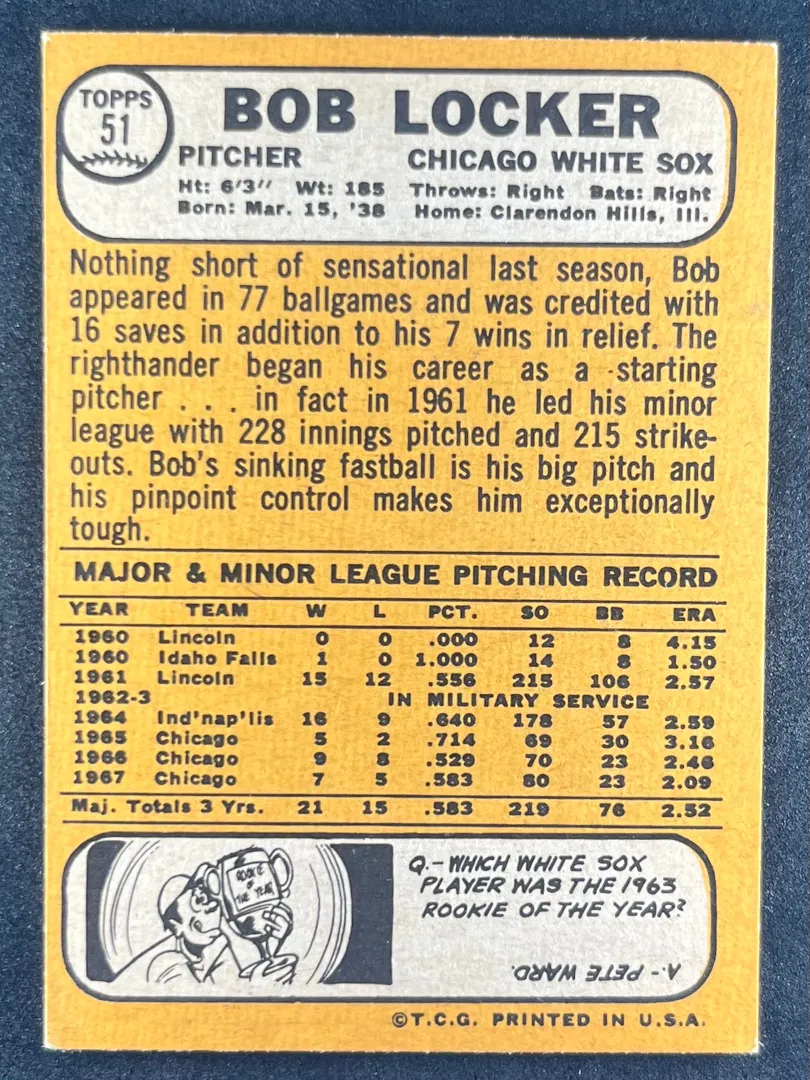 TOPPS
51
BOB LOCKER
PITCHER CHICAGO WHITE SOX
Ht: 6'3" Wt: 185 Throws: Right Bats: Right
Born: Mar. 15, '38 Home: Clarendon Hills, Ill.
Nothing short of sensational last season, Bob
appeared in 77 ballgames and was credited with
16 saves in addition to his 7 wins in relief. The
righthander began his career as a starting
pitcher . . . in fact in 1961 he led his minor
league with 228 innings pitched and 215 strike-
outs. Bob's sinking fastball is his big pitch and
his pinpoint control makes him exceptionally
tough.
MAJOR & MINOR LEAGUE PITCHING RECORD
YEAR TEAM W L PCT. SO BB ERA
1960 Lincoln 0 0 .000 12 8 4.15
1960 Idaho Falls 1 0 1.000 14 8 1.50
1961 Lincoln 15 12 .556 215 106 2.57
1962-3 IN MILITARY SERVICE
1964 Ind'nap'lis 16 9 .640 178 57 2.59
1965 Chicago 5 2 .714 69 30 3.16
1966 Chicago 9 8 .529 70 23 2.46
1967 Chicago 7 5 .583 80 23 2.09
Maj. Totals 3 Yrs. 21 15 .583 219 76 2.52
ROOKIE
OF
THE YEAR
Q.- WHICH WHITE SOX
PLAYER WAS THE 1963
ROOKIE OF THE YEAR?
A.- PETE WARD.
©T.C.G. PRINTED IN U.S.A.